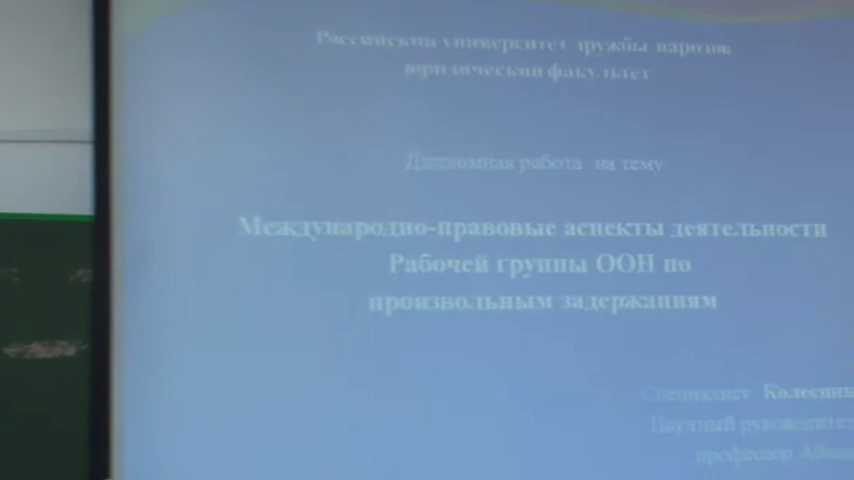 Российский университет дружбы народов
юридический факультет
Дипломная работа на тему
Международно-правовые аспекты деятельности
Рабочей группы ООН по
произвольным задержаниям
Специалист
Научный
профессор